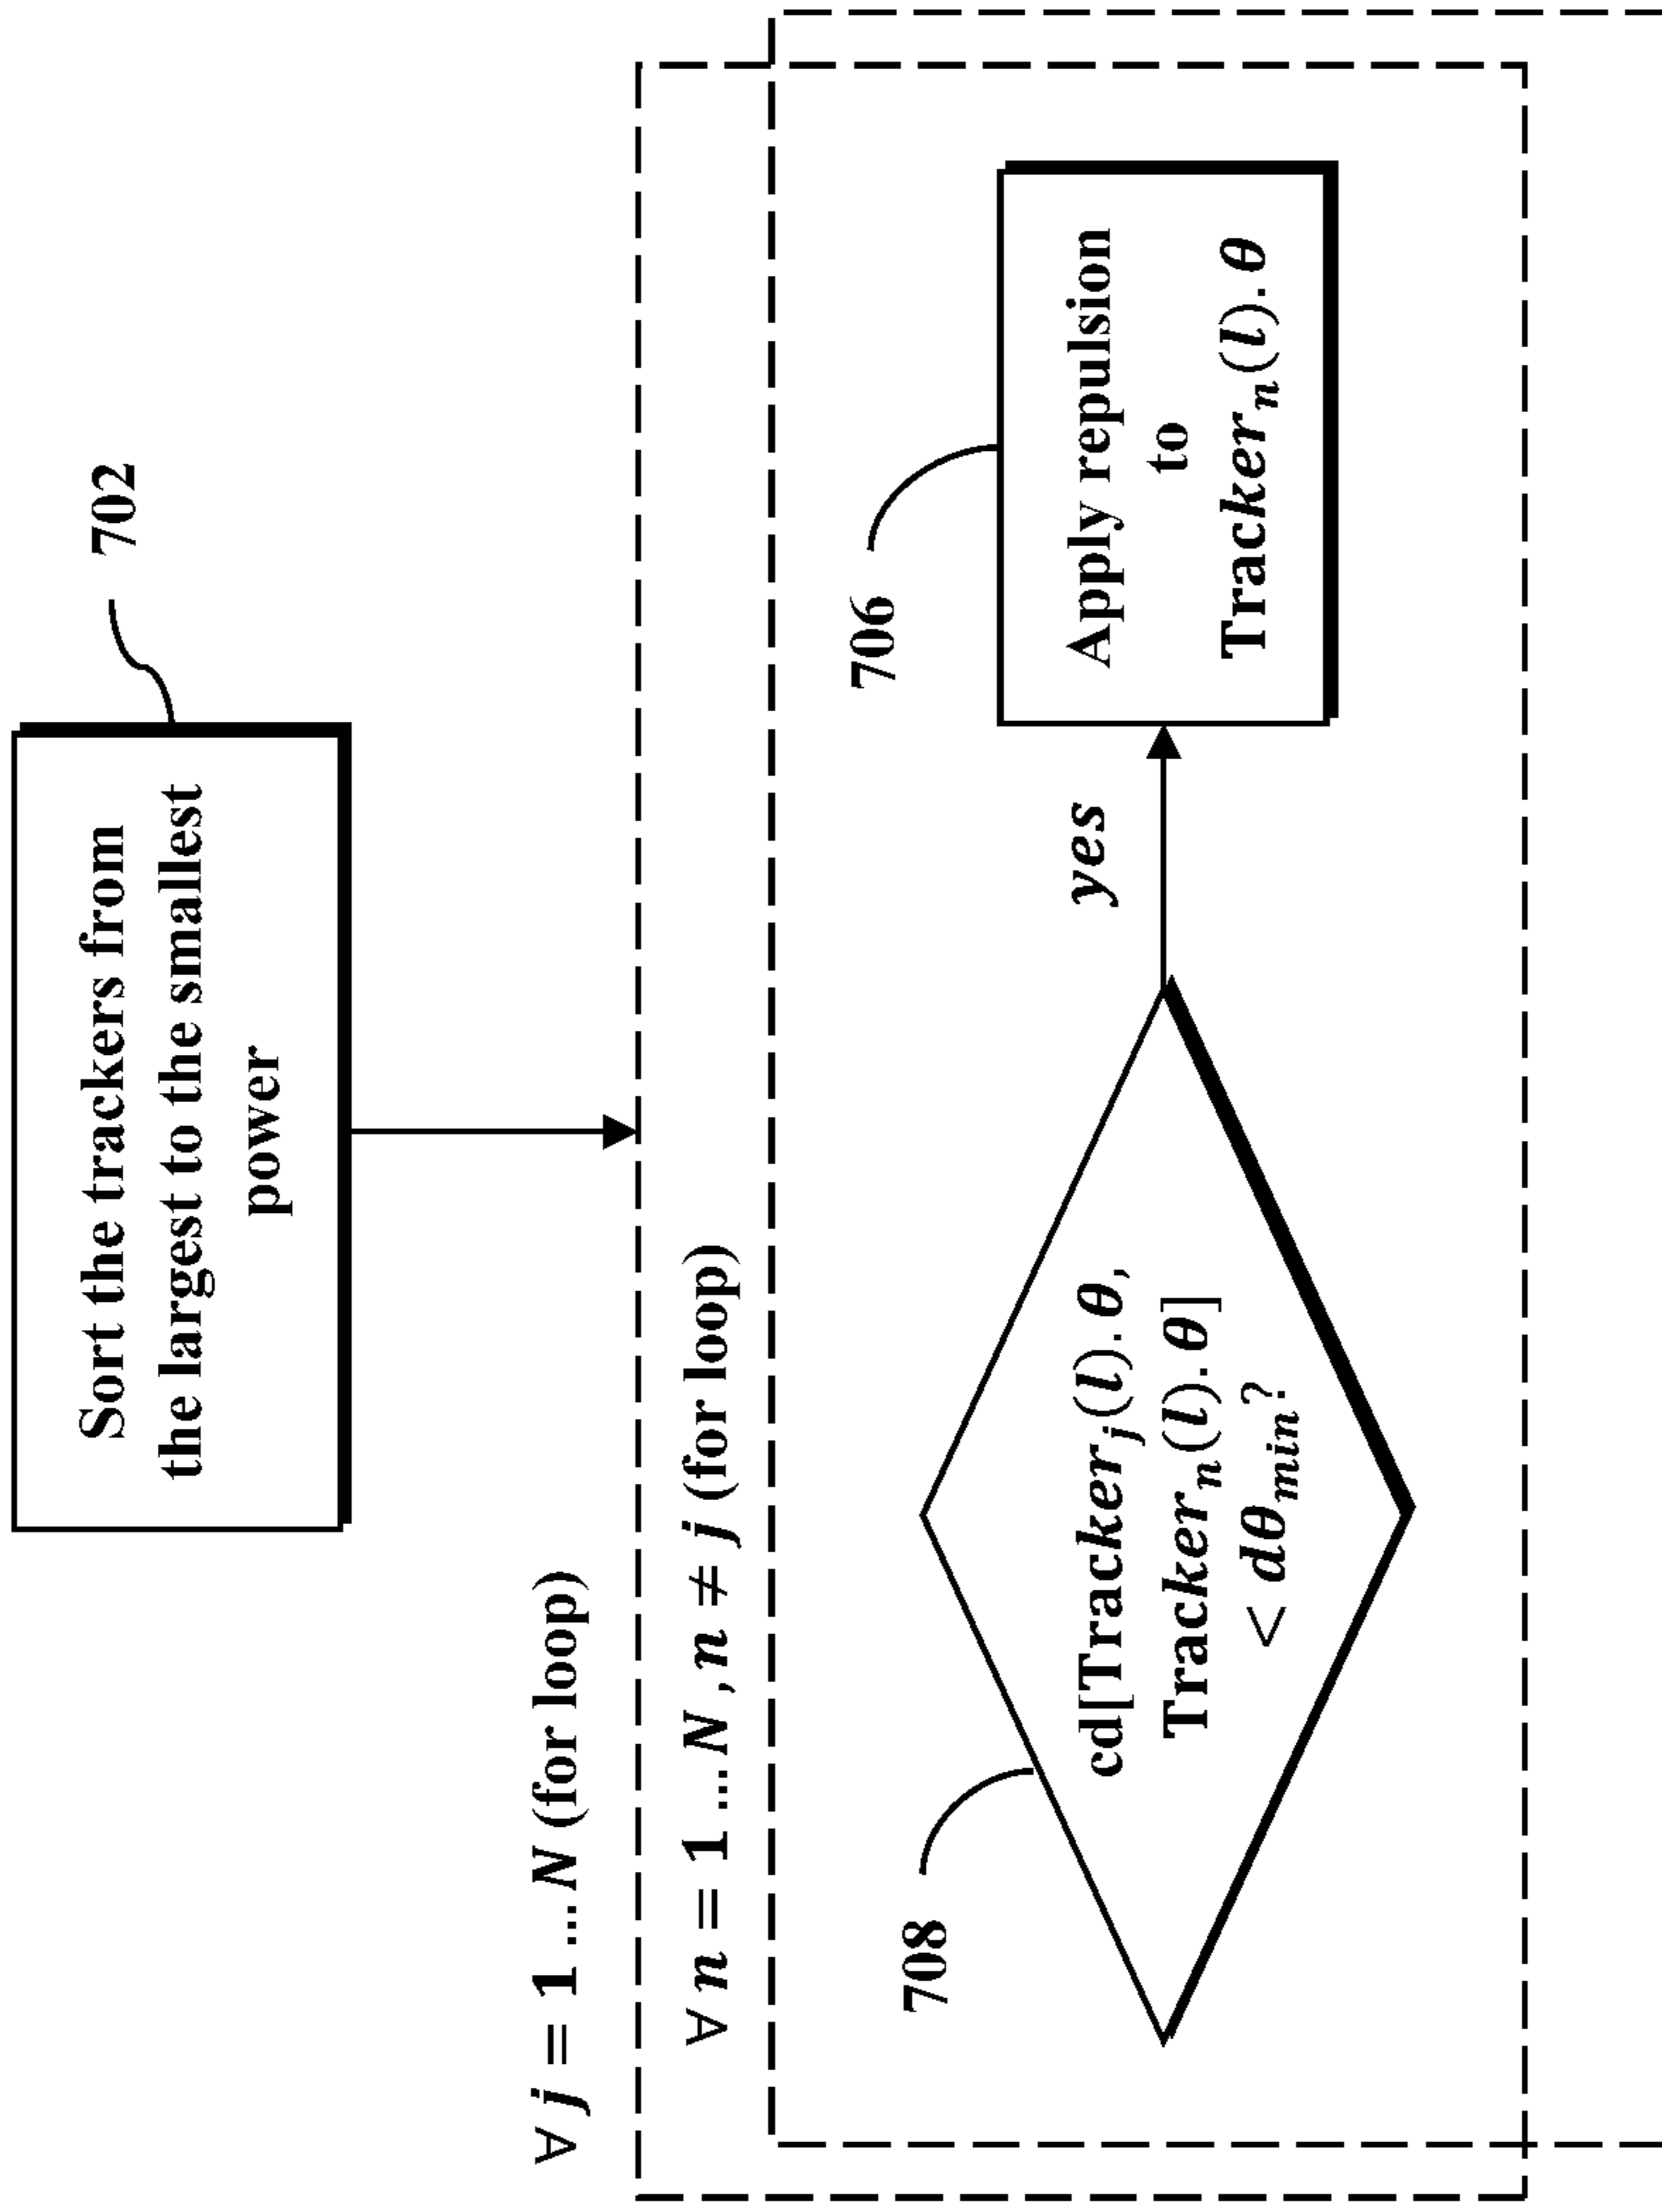 Sort the trackers from
the largest to the smallest
power
702
∀ j = 1 ... N (for loop)
∀ n = 1 ... N, n ≠ j (for loop)
708
cd[Tracker_j(l).θ,
Tracker_n(l).θ]
< dθ_min?
yes
706
Apply repulsion
to
Tracker_n(l).θ